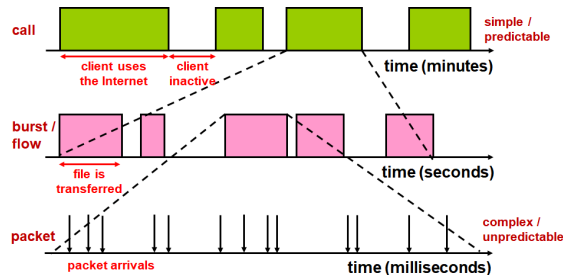 call
simple /
predictable
client uses
the Internet
client
inactive
time (minutes)
burst /
flow
file is
transferred
time (seconds)
packet
complex /
unpredictable
packet arrivals
time (milliseconds)